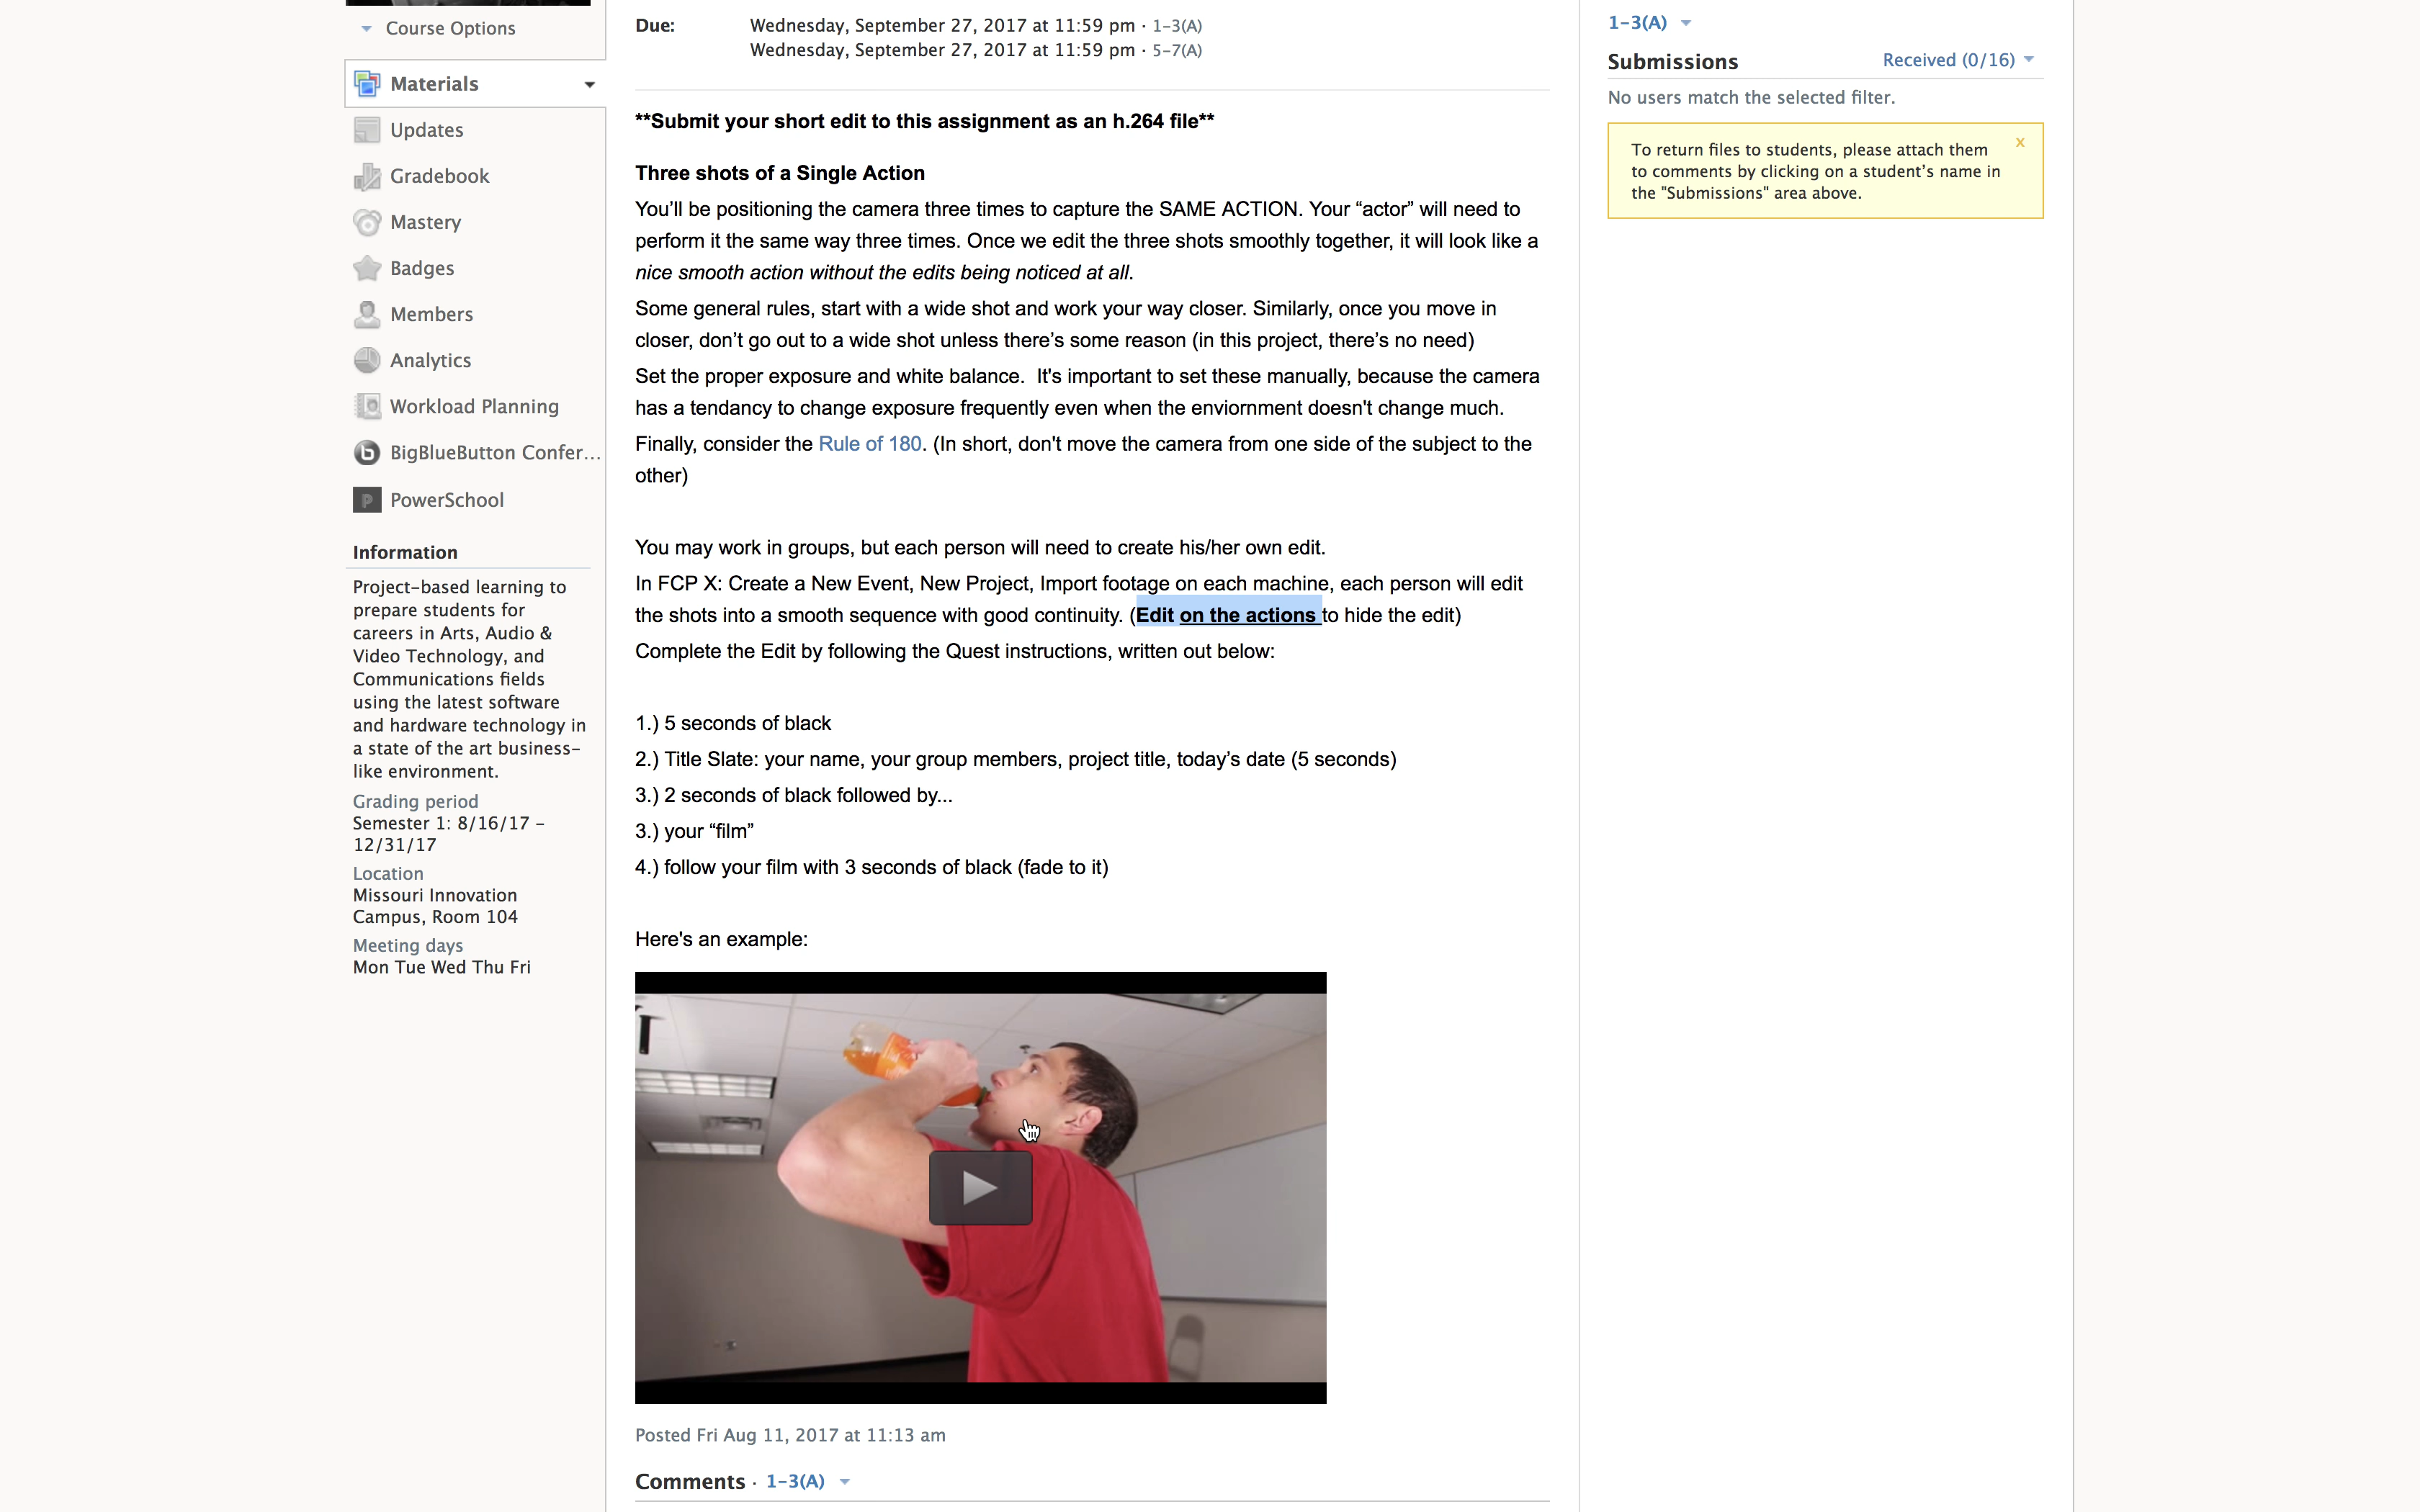 Course Options
Materials
Updates
Gradebook
Mastery
Badges
Members
Analytics
Workload Planning
BigBlueButton Confer...
PowerSchool
Information
Project-based learning to
prepare students for
careers in Arts, Audio &
Video Technology, and
Communications fields
using the latest software
and hardware technology in
a state of the art business-
like environment.
Grading period
Semester 1: 8/16/17 –
12/31/17
Location
Missouri Innovation
Campus, Room 104
Meeting days
Mon Tue Wed Thu Fri
Due: Wednesday, September 27, 2017 at 11:59 pm · 1-3(A)
Wednesday, September 27, 2017 at 11:59 pm · 5-7(A)
**Submit your short edit to this assignment as an h.264 file**
Three shots of a Single Action
You’ll be positioning the camera three times to capture the SAME ACTION. Your “actor” will need to
perform it the same way three times. Once we edit the three shots smoothly together, it will look like a
nice smooth action without the edits being noticed at all.
Some general rules, start with a wide shot and work your way closer. Similarly, once you move in
closer, don’t go out to a wide shot unless there’s some reason (in this project, there’s no need)
Set the proper exposure and white balance.  It's important to set these manually, because the camera
has a tendancy to change exposure frequently even when the enviornment doesn't change much.
Finally, consider the Rule of 180. (In short, don't move the camera from one side of the subject to the
other)
You may work in groups, but each person will need to create his/her own edit.
In FCP X: Create a New Event, New Project, Import footage on each machine, each person will edit
the shots into a smooth sequence with good continuity. (Edit on the actions to hide the edit)
Complete the Edit by following the Quest instructions, written out below:
1.) 5 seconds of black
2.) Title Slate: your name, your group members, project title, today’s date (5 seconds)
3.) 2 seconds of black followed by...
3.) your “film”
4.) follow your film with 3 seconds of black (fade to it)
Here's an example:
Posted Fri Aug 11, 2017 at 11:13 am
Comments · 1-3(A)
1-3(A)
Submissions Received (0/16)
No users match the selected filter.
To return files to students, please attach them x
to comments by clicking on a student’s name in
the "Submissions" area above.